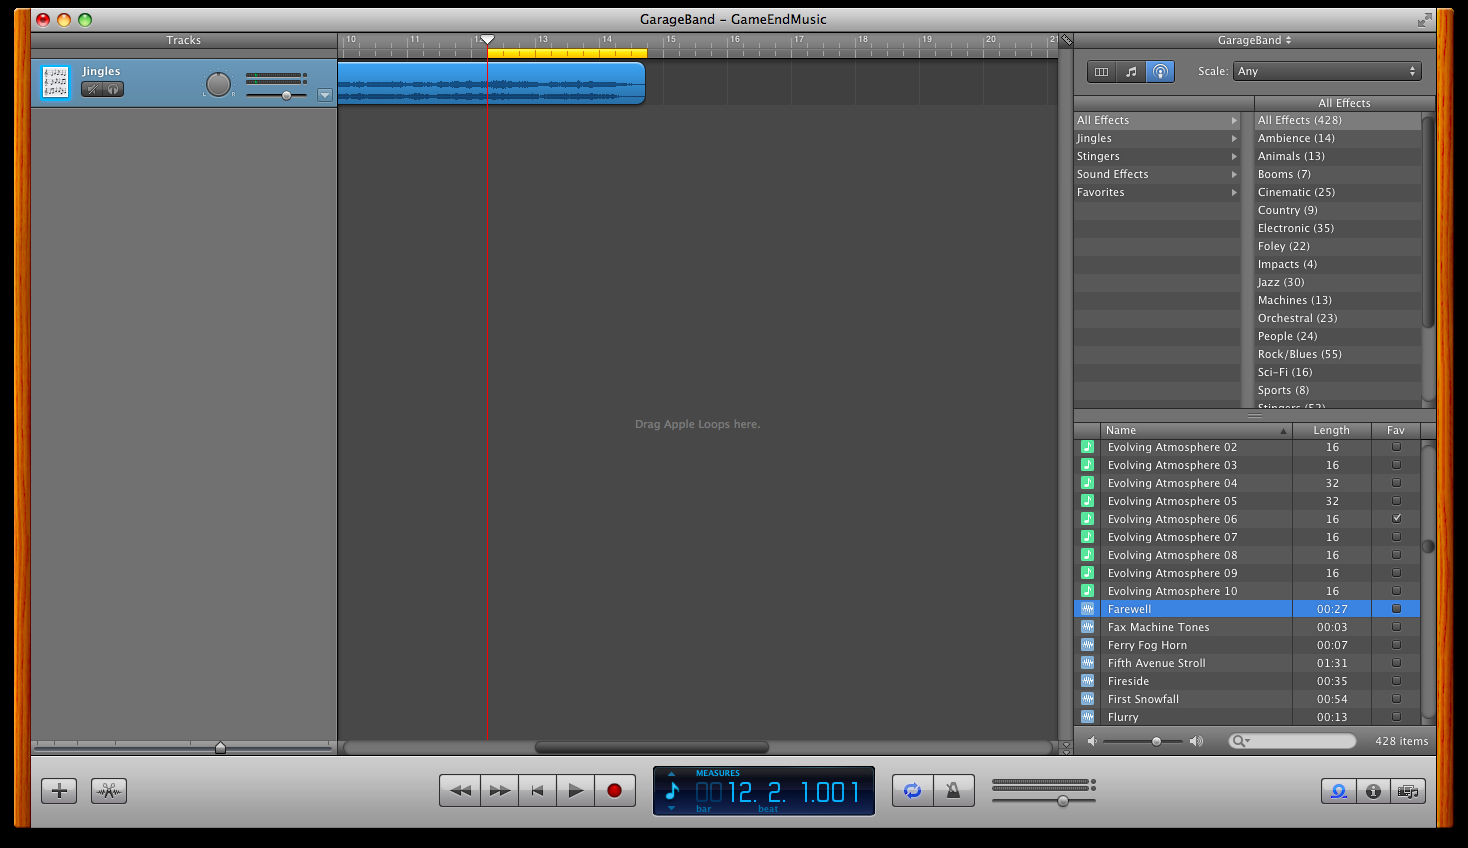 GarageBand – GameEndMusic
Tracks
10 11 12 13 14 15 16 17 18 19 20 21
GarageBand
Jingles
L R
Scale: Any
All Effects
All Effects
Jingles
Stingers
Sound Effects
Favorites
All Effects (428)
Ambience (14)
Animals (13)
Booms (7)
Cinematic (25)
Country (9)
Electronic (35)
Foley (22)
Impacts (4)
Jazz (30)
Machines (13)
Orchestral (23)
People (24)
Rock/Blues (55)
Sci-Fi (16)
Sports (8)
Stingers (52)
Drag Apple Loops here.
Name Length Fav
Evolving Atmosphere 02 16
Evolving Atmosphere 03 16
Evolving Atmosphere 04 32
Evolving Atmosphere 05 32
Evolving Atmosphere 06 16
Evolving Atmosphere 07 16
Evolving Atmosphere 08 16
Evolving Atmosphere 09 16
Evolving Atmosphere 10 16
Farewell 00:27
Fax Machine Tones 00:03
Ferry Fog Horn 00:07
Fifth Avenue Stroll 01:31
Fireside 00:35
First Snowfall 00:54
Flurry 00:13
428 items
MEASURES
0012. 2. 1.001
bar beat